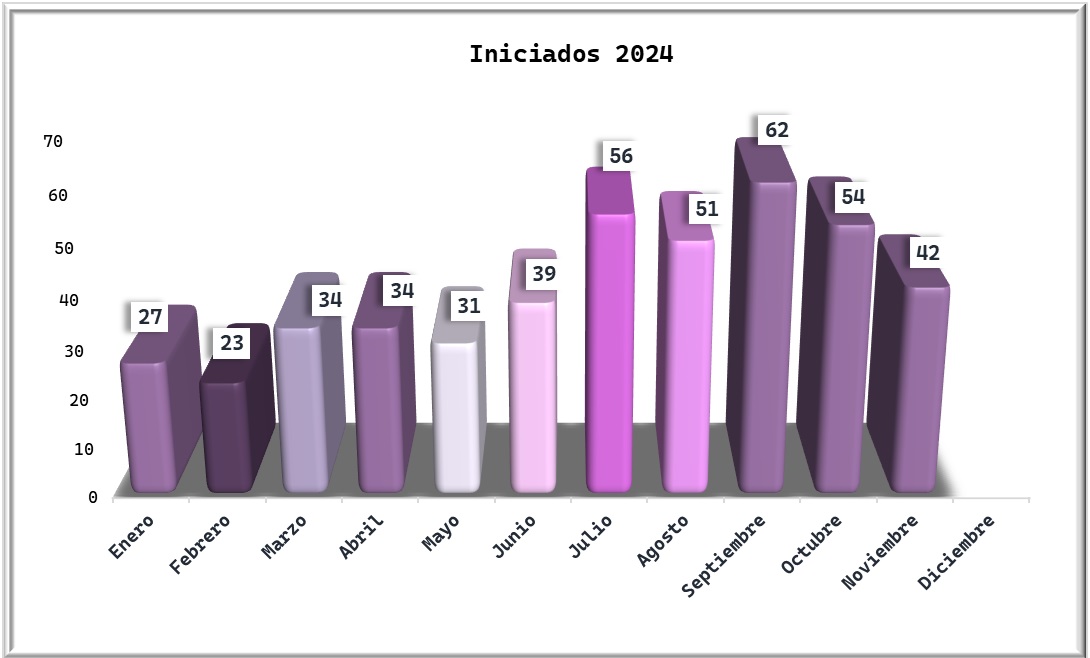 Iniciados 2024
70
60
50
40
30
20
10
0
27
23
34
34
31
39
56
51
62
54
42
Enero
Febrero
Marzo
Abril
Mayo
Junio
Julio
Agosto
Septiembre
Octubre
Noviembre
Diciembre